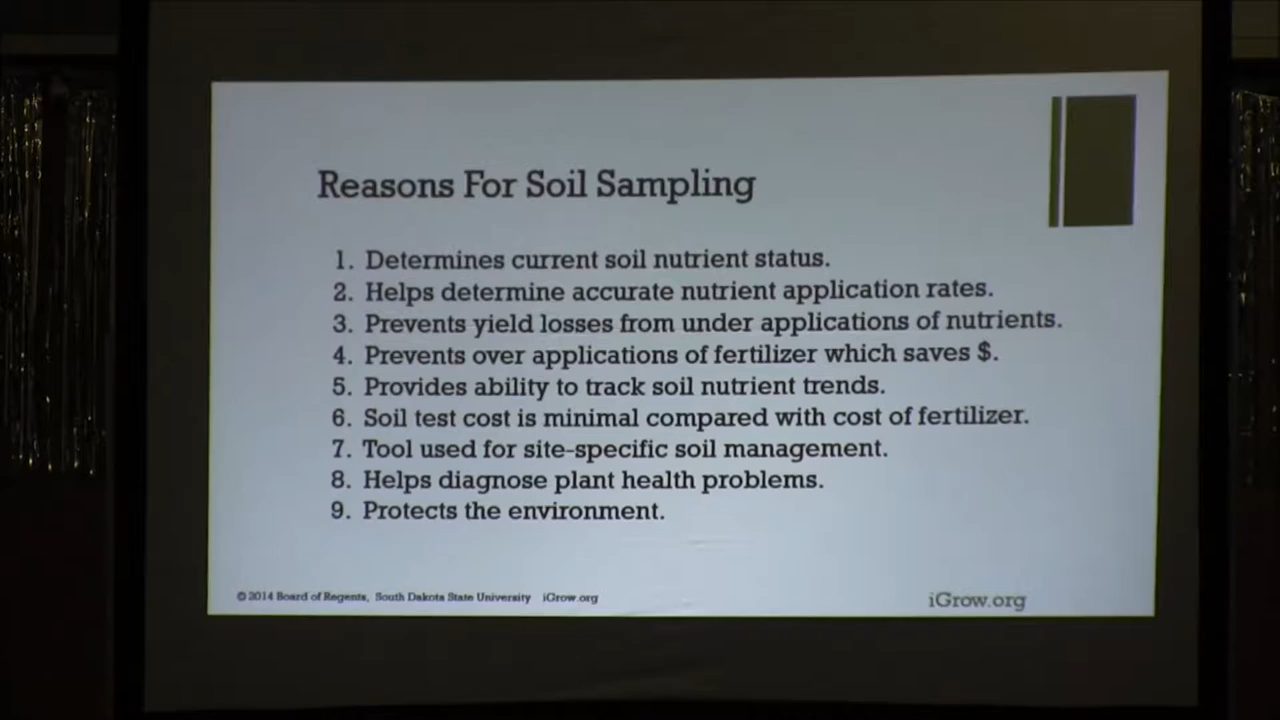 Reasons For Soil Sampling
1. Determines current soil nutrient status.
2. Helps determine accurate nutrient application rates.
3. Prevents yield losses from under applications of nutrients.
4. Prevents over applications of fertilizer which saves $.
5. Provides ability to track soil nutrient trends.
6. Soil test cost is minimal compared with cost of fertilizer.
7. Tool used for site-specific soil management.
8. Helps diagnose plant health problems.
9. Protects the environment.
© 2014 Board of Regents, South Dakota State University iGrow.org
iGrow.org